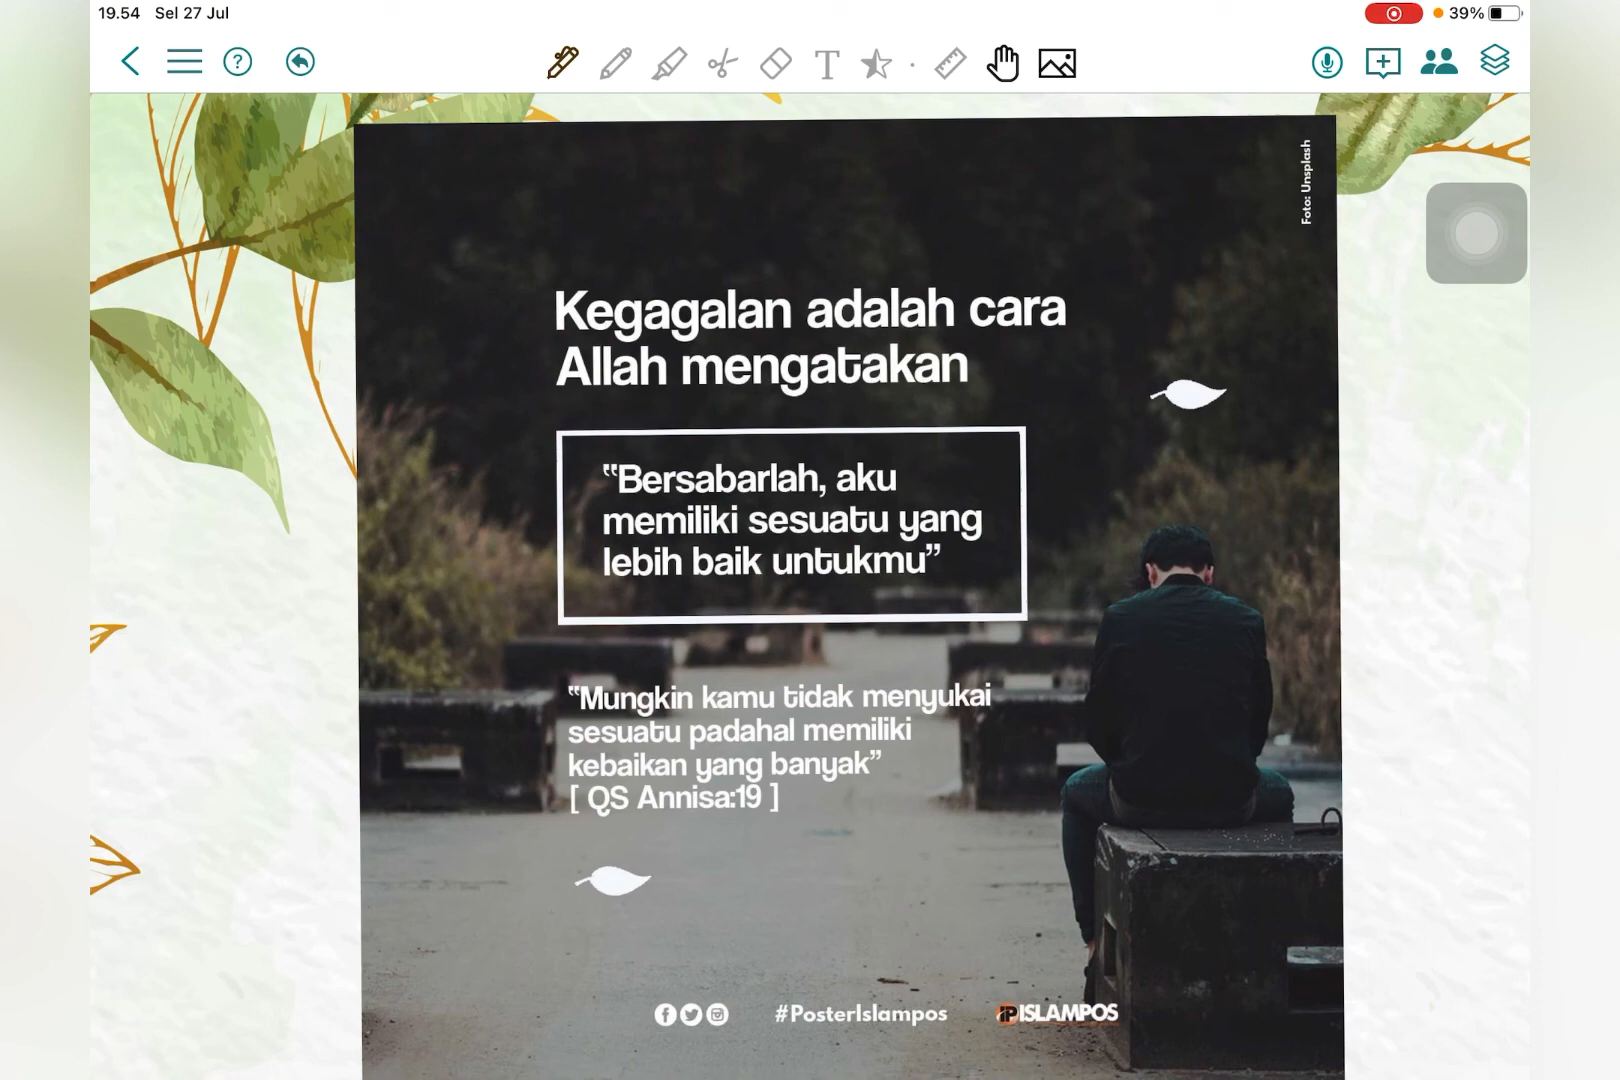 19.54 Sel 27 Jul
39%
Foto: Unsplash
Kegagalan adalah cara
Allah mengatakan
"Bersabarlah, aku
memiliki sesuatu yang
lebih baik untukmu”
"Mungkin kamu tidak menyukai
sesuatu padahal memiliki
kebaikan yang banyak”
[ QS Annisa:19 ]
#PosterIslampos
IP ISLAMPOS